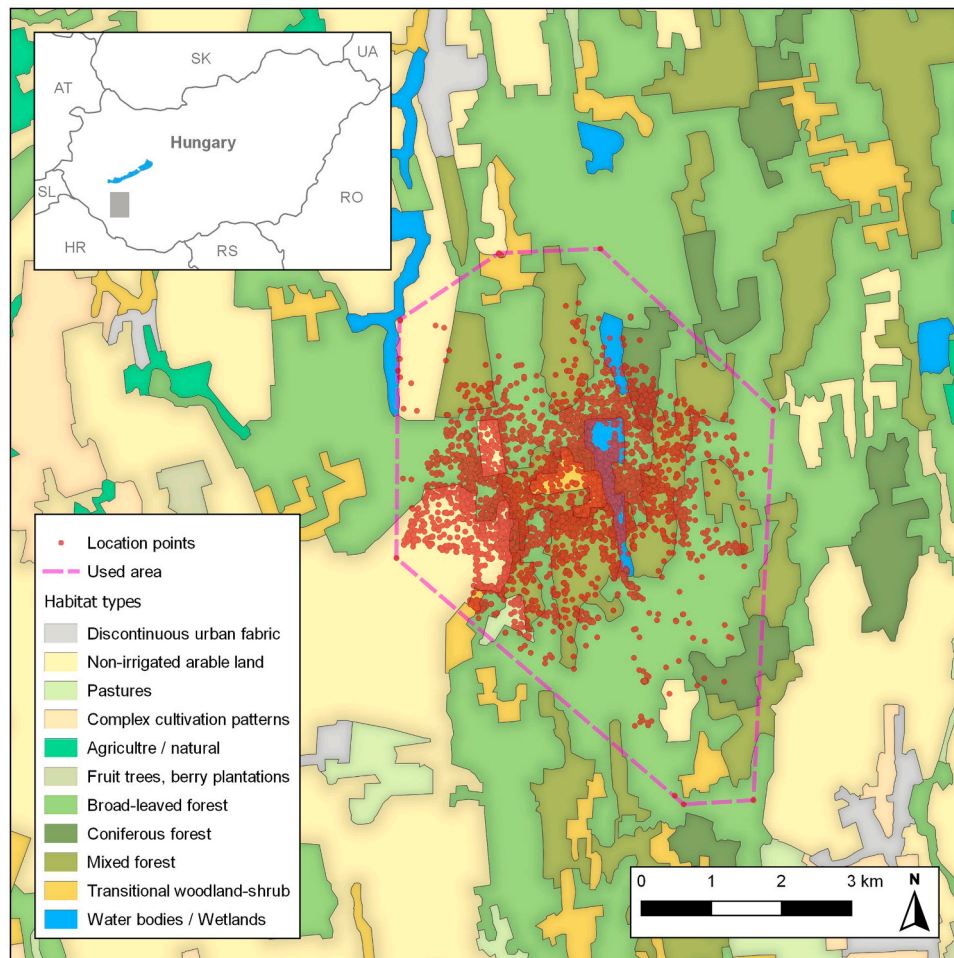 SK
UA
AT
Hungary
SL
RO
HR
RS
Location points
Used area
Habitat types
Discontinuous urban fabric
Non-irrigated arable land
Pastures
Complex cultivation patterns
Agricultre / natural
Fruit trees, berry plantations
Broad-leaved forest
Coniferous forest
Mixed forest
Transitional woodland-shrub
Water bodies / Wetlands
0 1 2 3 km
N